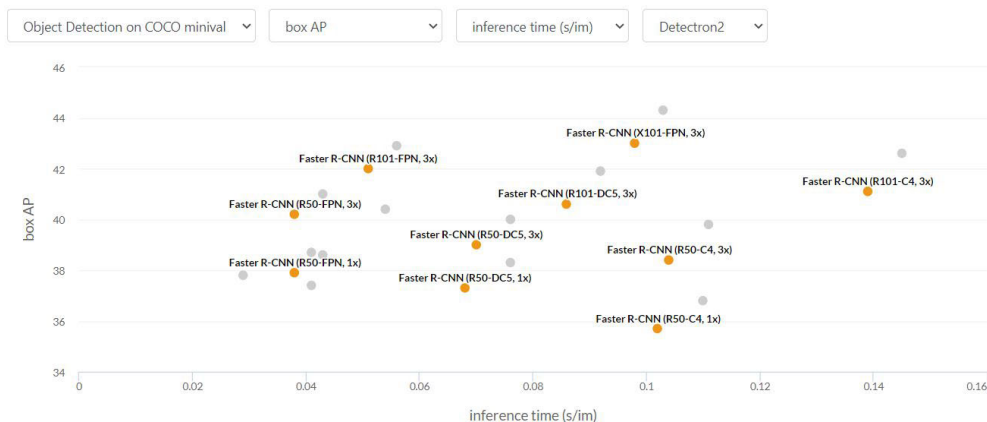 Object Detection on COCO minival
box AP
inference time (s/im)
Detectron2
46
44
Faster R-CNN (X101-FPN, 3x)
Faster R-CNN (R101-FPN, 3x)
42
Faster R-CNN (R101-DC5, 3x)
Faster R-CNN (R101-C4, 3x)
Faster R-CNN (R50-FPN, 3x)
box AP
40
Faster R-CNN (R50-DC5, 3x)
Faster R-CNN (R50-C4, 3x)
Faster R-CNN (R50-FPN, 1x)
38
Faster R-CNN (R50-DC5, 1x)
Faster R-CNN (R50-C4, 1x)
36
34
0
0.04
0.06
0.08
0.1
0.12
0.14
0.16
inference time (s/im)